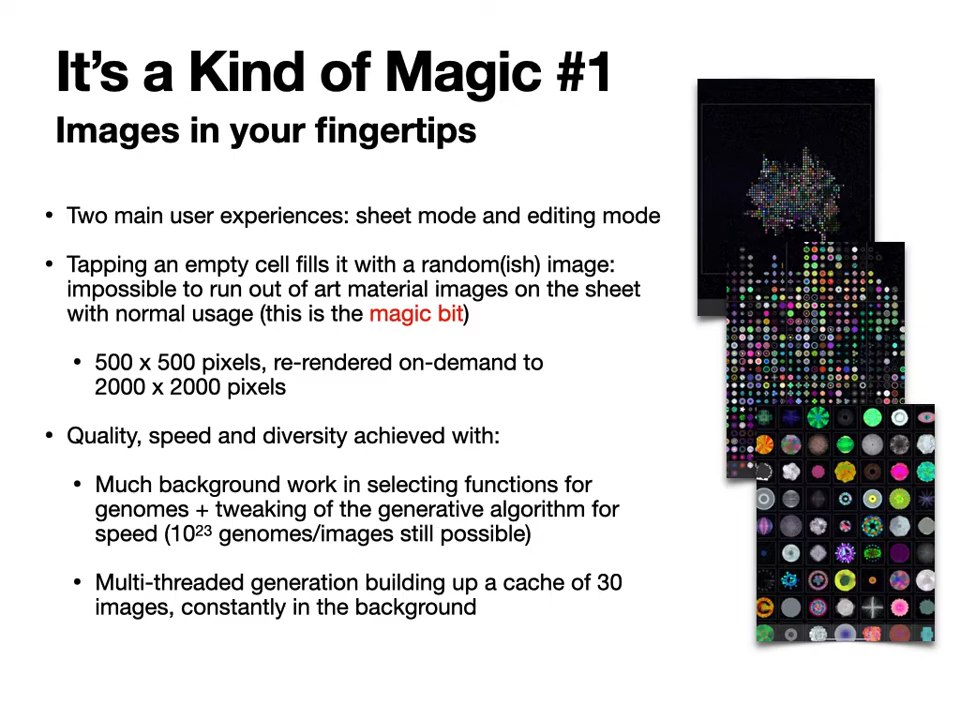 It's a Kind of Magic #1
Images in your fingertips
• Two main user experiences: sheet mode and editing mode
• Tapping an empty cell fills it with a random(ish) image:
impossible to run out of art material images on the sheet
with normal usage (this is the magic bit)
• 500 x 500 pixels, re-rendered on-demand to
2000 x 2000 pixels
• Quality, speed and diversity achieved with:
• Much background work in selecting functions for
genomes + tweaking of the generative algorithm for
speed (10²³ genomes/images still possible)
• Multi-threaded generation building up a cache of 30
images, constantly in the background